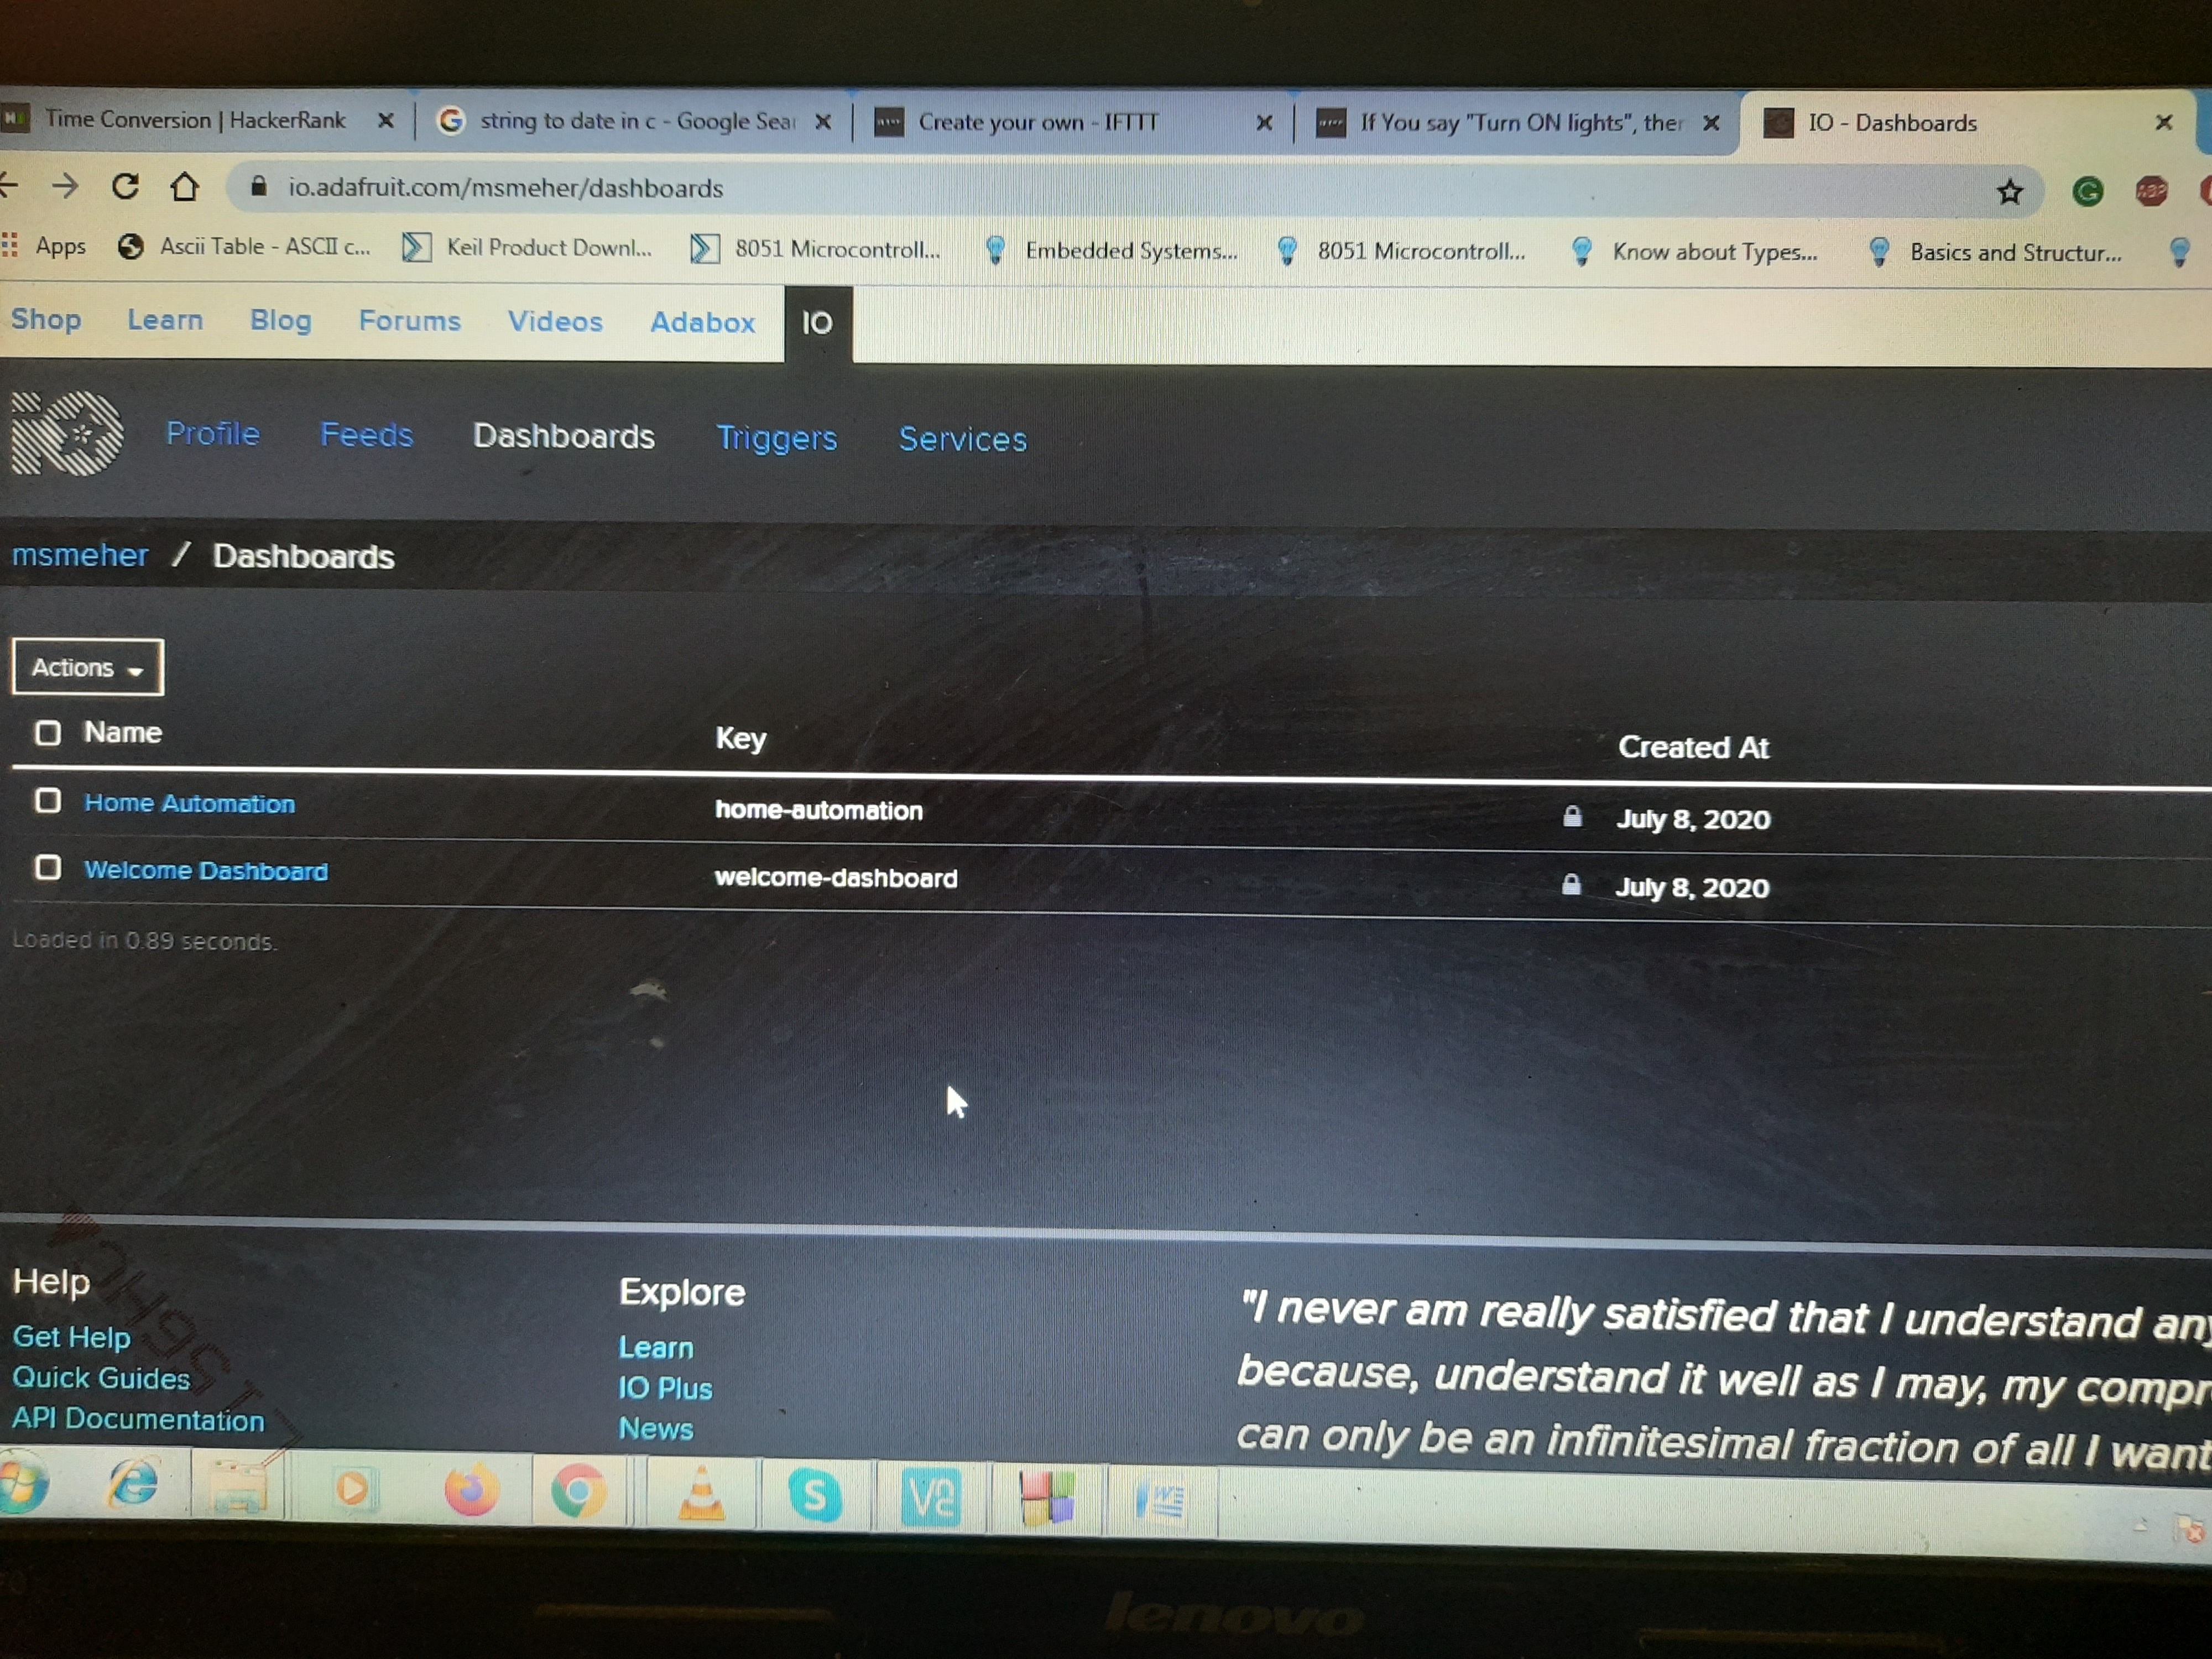 Time Conversion | HackerRank
string to date in c - Google Sea
Create your own - IFTTT
If You say "Turn ON lights", ther
IO - Dashboards
io.adafruit.com/msmeher/dashboards
G
ABP
Apps
Ascii Table - ASCII c...
Keil Product Downl...
8051 Microcontroll...
Embedded Systems...
8051 Microcontroll...
Know about Types...
Basics and Structur...
Shop
Learn
Blog
Forums
Videos
Adabox
IO
Profile
Feeds
Dashboards
Triggers
Services
msmeher / Dashboards
Actions
Name
Key
Created At
Home Automation
home-automation
July 8, 2020
Welcome Dashboard
welcome-dashboard
July 8, 2020
Loaded in 0.89 seconds.
Help
Get Help
Quick Guides
API Documentation
Explore
Learn
IO Plus
News
"I never am really satisfied that I understand any
because, understand it well as I may, my compr
can only be an infinitesimal fraction of all I want
lenovo